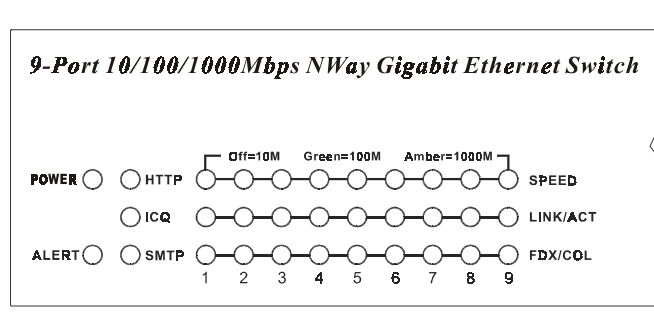 9-Port 10/100/1000Mbps NWay Gigabit Ethernet Switch
Off=10M Green=100M Amber=1000M
POWER HTTP SPEED
ICQ LINK/ACT
ALERT SMTP FDX/COL
1 2 3 4 5 6 7 8 9